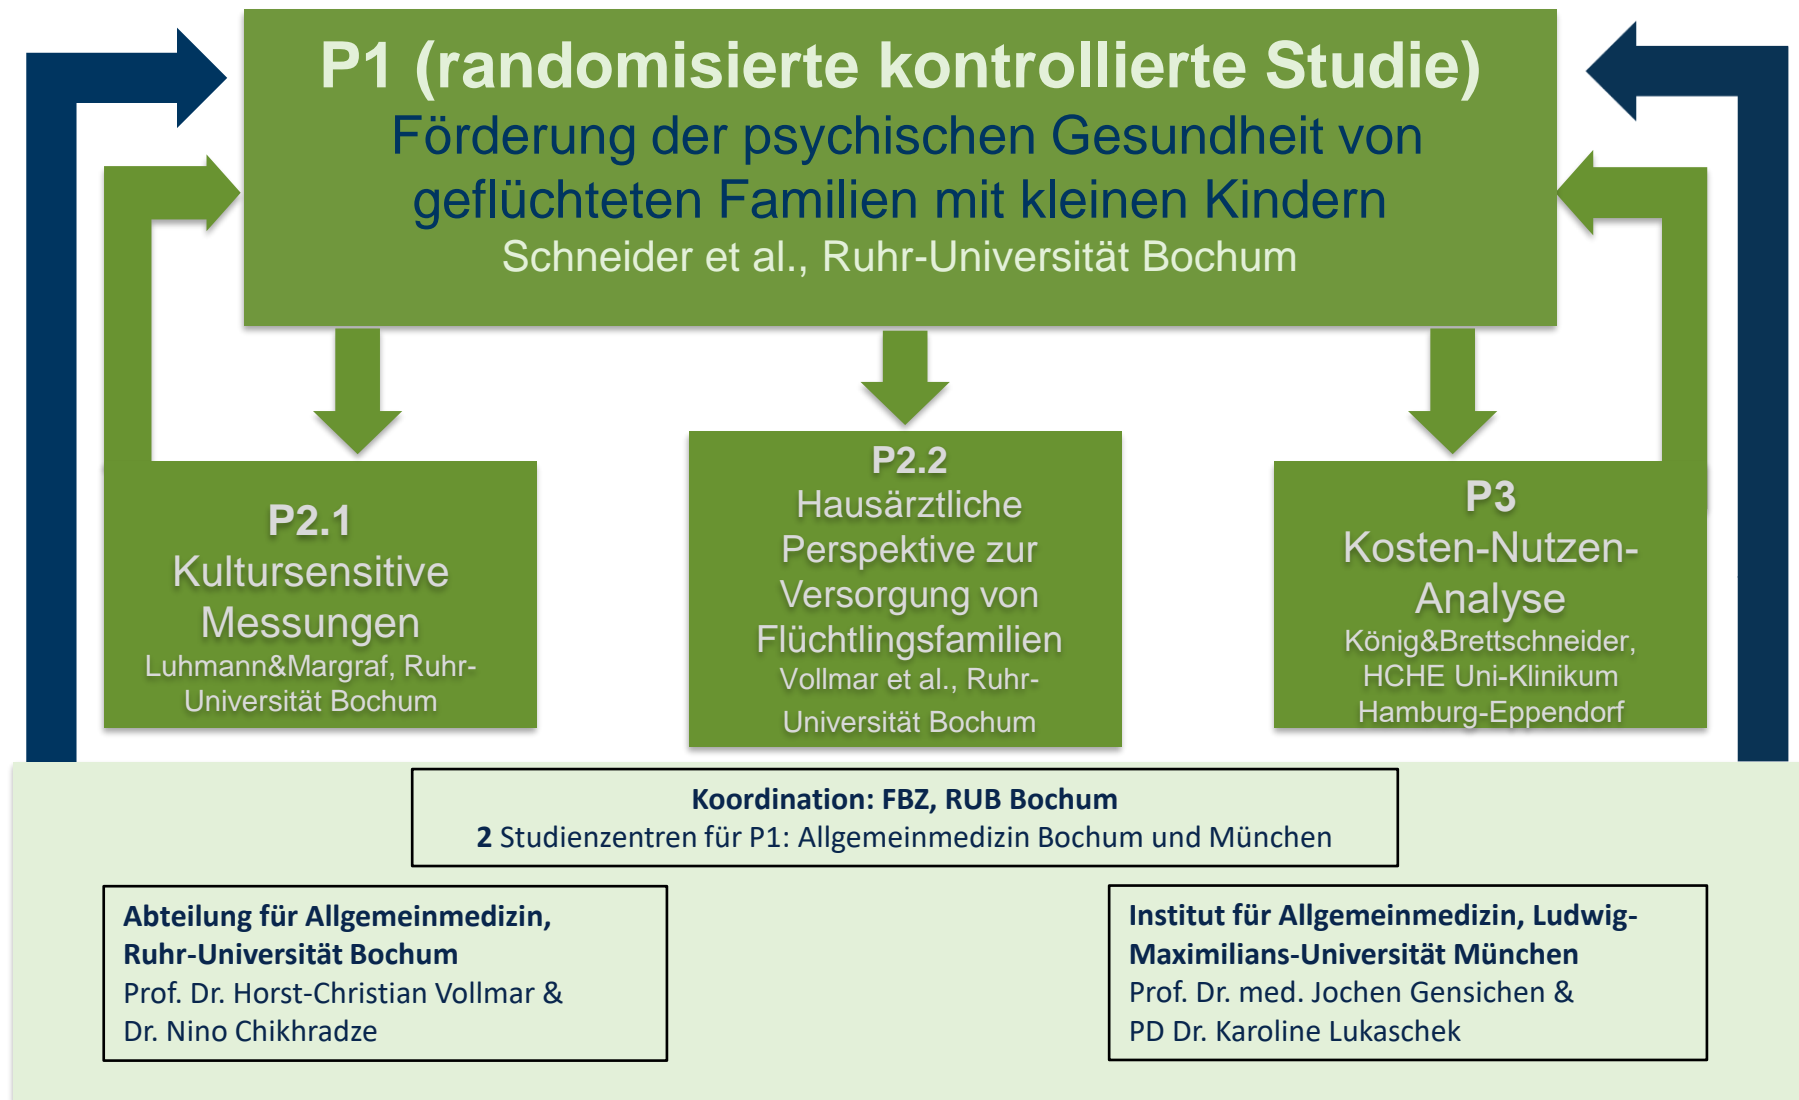 P1 (randomisierte kontrollierte Studie)
Förderung der psychischen Gesundheit von
geflüchteten Familien mit kleinen Kindern
Schneider et al., Ruhr-Universität Bochum
P2.1
Kultursensitive
Messungen
Luhmann&Margraf, Ruhr-
Universität Bochum
P2.2
Hausärztliche
Perspektive zur
Versorgung von
Flüchtlingsfamilien
Vollmar et al., Ruhr-
Universität Bochum
P3
Kosten-Nutzen-
Analyse
König&Brettschneider,
HCHE Uni-Klinikum
Hamburg-Eppendorf
Koordination: FBZ, RUB Bochum
2 Studienzentren für P1: Allgemeinmedizin Bochum und München
Abteilung für Allgemeinmedizin,
Ruhr-Universität Bochum
Prof. Dr. Horst-Christian Vollmar &
Dr. Nino Chikhradze
Institut für Allgemeinmedizin, Ludwig-
Maximilians-Universität München
Prof. Dr. med. Jochen Gensichen &
PD Dr. Karoline Lukaschek